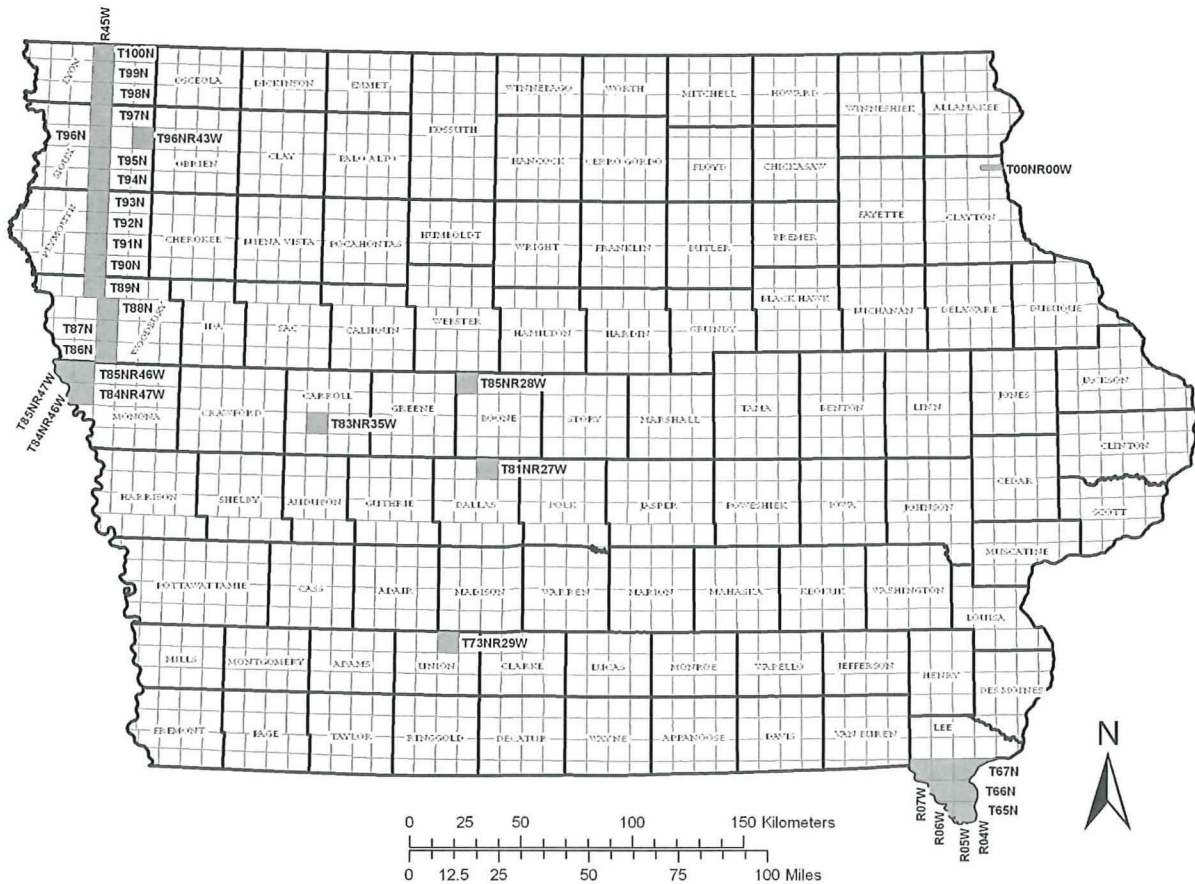 R45W
T100N
T99N
T98N
T97N
T96N
T96NR43W
T95N
T94N
T93N
T92N
T91N
T90N
T89N
T88N
T87N
T86N
LYON
OSCEOLA
DICKINSON
EMMET
KOSSUTH
WINNEBAGO
WORTH
MITCHELL
HOWARD
WINNESHIEK
ALLAMAKEE
SIOUX
OBRIEN
CLAY
PALO ALTO
HANCOCK
CERRO GORDO
FLOYD
CHICKASAW
T00NR00W
PLYMOUTH
CHEROKEE
BUENA VISTA
POCAHONTAS
HUMBOLDT
WRIGHT
FRANKLIN
BUTLER
BREMER
FAYETTE
CLAYTON
WOODBURY
IDA
SAC
CALHOUN
WEBSTER
HAMILTON
HARDIN
GRUNDY
BLACK HAWK
BUCHANAN
DELAWARE
DUBUQUE
T85NR47W
T84NR46W
T85NR46W
T84NR47W
MONONA
CRAWFORD
CARROLL
T83NR35W
GREENE
T85NR28W
BOONE
STORY
MARSHALL
TAMA
BENTON
LINN
JONES
JACKSON
CLINTON
HARRISON
SHELBY
AUDUBON
GUTHRIE
T81NR27W
DALLAS
POLK
JASPER
POWESHIEK
IOWA
JOHNSON
CEDAR
SCOTT
MUSCATINE
POTTAWATTAMIE
CASS
ADAIR
MADISON
WARREN
MARION
MAHASKA
KEOKUK
WASHINGTON
LOUISA
MILLS
MONTGOMERY
ADAMS
UNION
T73NR29W
CLARKE
LUCAS
MONROE
WAPELLO
JEFFERSON
HENRY
DES MOINES
FREMONT
PAGE
TAYLOR
RINGGOLD
DECATUR
WAYNE
APPANOOSE
DAVIS
VAN BUREN
LEE
T67N
T66N
T65N
R07W
R06W
R05W
R04W
N
0 25 50 100 150 Kilometers
0 12.5 25 50 75 100 Miles